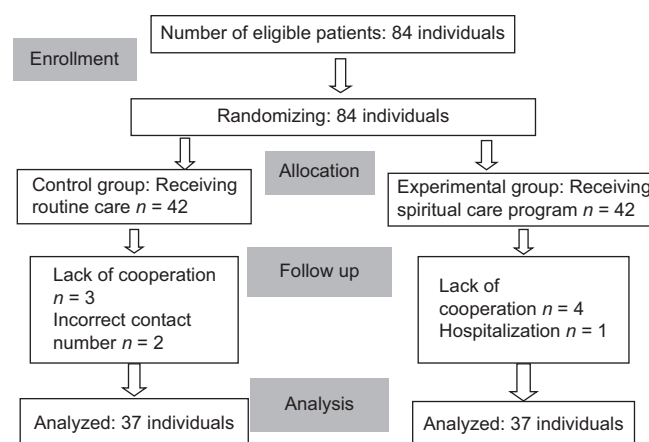 Number of eligible patients: 84 individuals
Enrollment
Randomizing: 84 individuals
Allocation
Control group: Receiving
routine care n = 42
Experimental group: Receiving
spiritual care program n = 42
Follow up
Lack of cooperation
n = 3
Incorrect contact
number n = 2
Lack of
cooperation n = 4
Hospitalization n = 1
Analysis
Analyzed: 37 individuals
Analyzed: 37 individuals